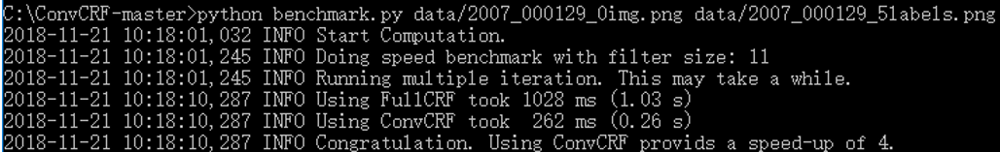 C:\ConvCRF-master>python benchmark.py data/2007_000129_0img.png data/2007_000129_5labels.png
2018-11-21 10:18:01,032 INFO Start Computation.
2018-11-21 10:18:01,245 INFO Doing speed benchmark with filter size: 11
2018-11-21 10:18:01,245 INFO Running multiple iteration. This may take a while.
2018-11-21 10:18:10,287 INFO Using FullCRF took 1028 ms (1.03 s)
2018-11-21 10:18:10,287 INFO Using ConvCRF took  262 ms (0.26 s)
2018-11-21 10:18:10,287 INFO Congratulation. Using ConvCRF provids a speed-up of 4.